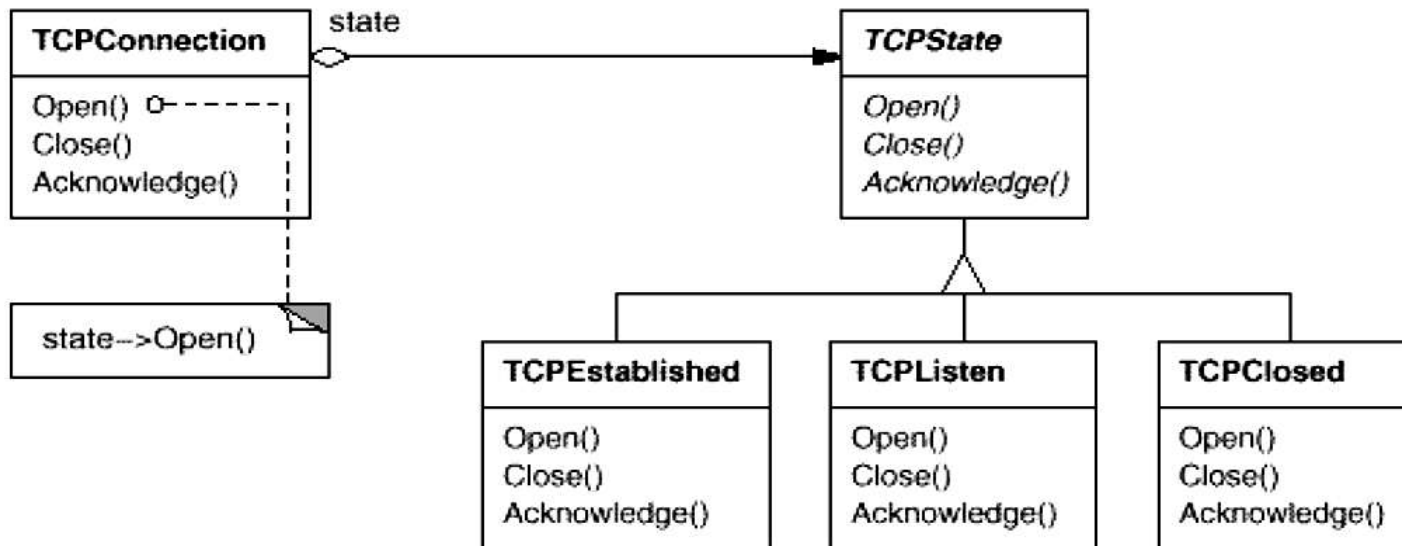 TCPConnection
Open()
Close()
Acknowledge()
state
TCPState
Open()
Close()
Acknowledge()
state-->Open()
TCPEstablished
Open()
Close()
Acknowledge()
TCPListen
Open()
Close()
Acknowledge()
TCPClosed
Open()
Close()
Acknowledge()